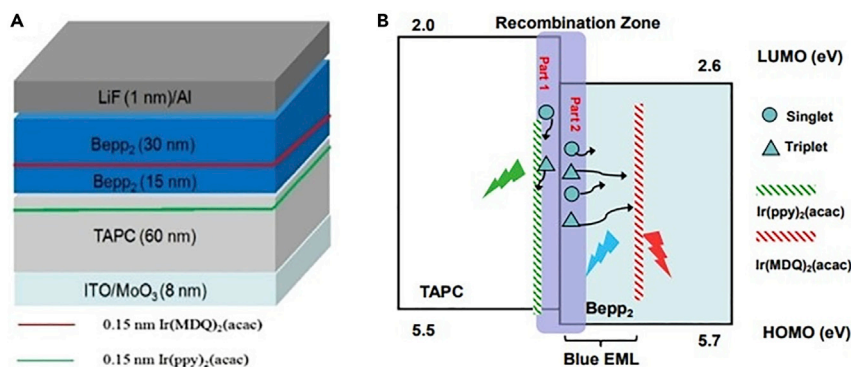 A
LiF (1 nm)/Al
Bepp₂ (30 nm)
Bepp₂ (15 nm)
TAPC (60 nm)
ITO/MoO₃ (8 nm)
0.15 nm Ir(MDQ)₂(acac)
0.15 nm Ir(ppy)₂(acac)
B
Recombination Zone
2.0
2.6
Part 1
Part 2
TAPC
Bepp₂
5.5
5.7
Blue EML
LUMO (eV)
Singlet
Triplet
Ir(ppy)₂(acac)
Ir(MDQ)₂(acac)
HOMO (eV)